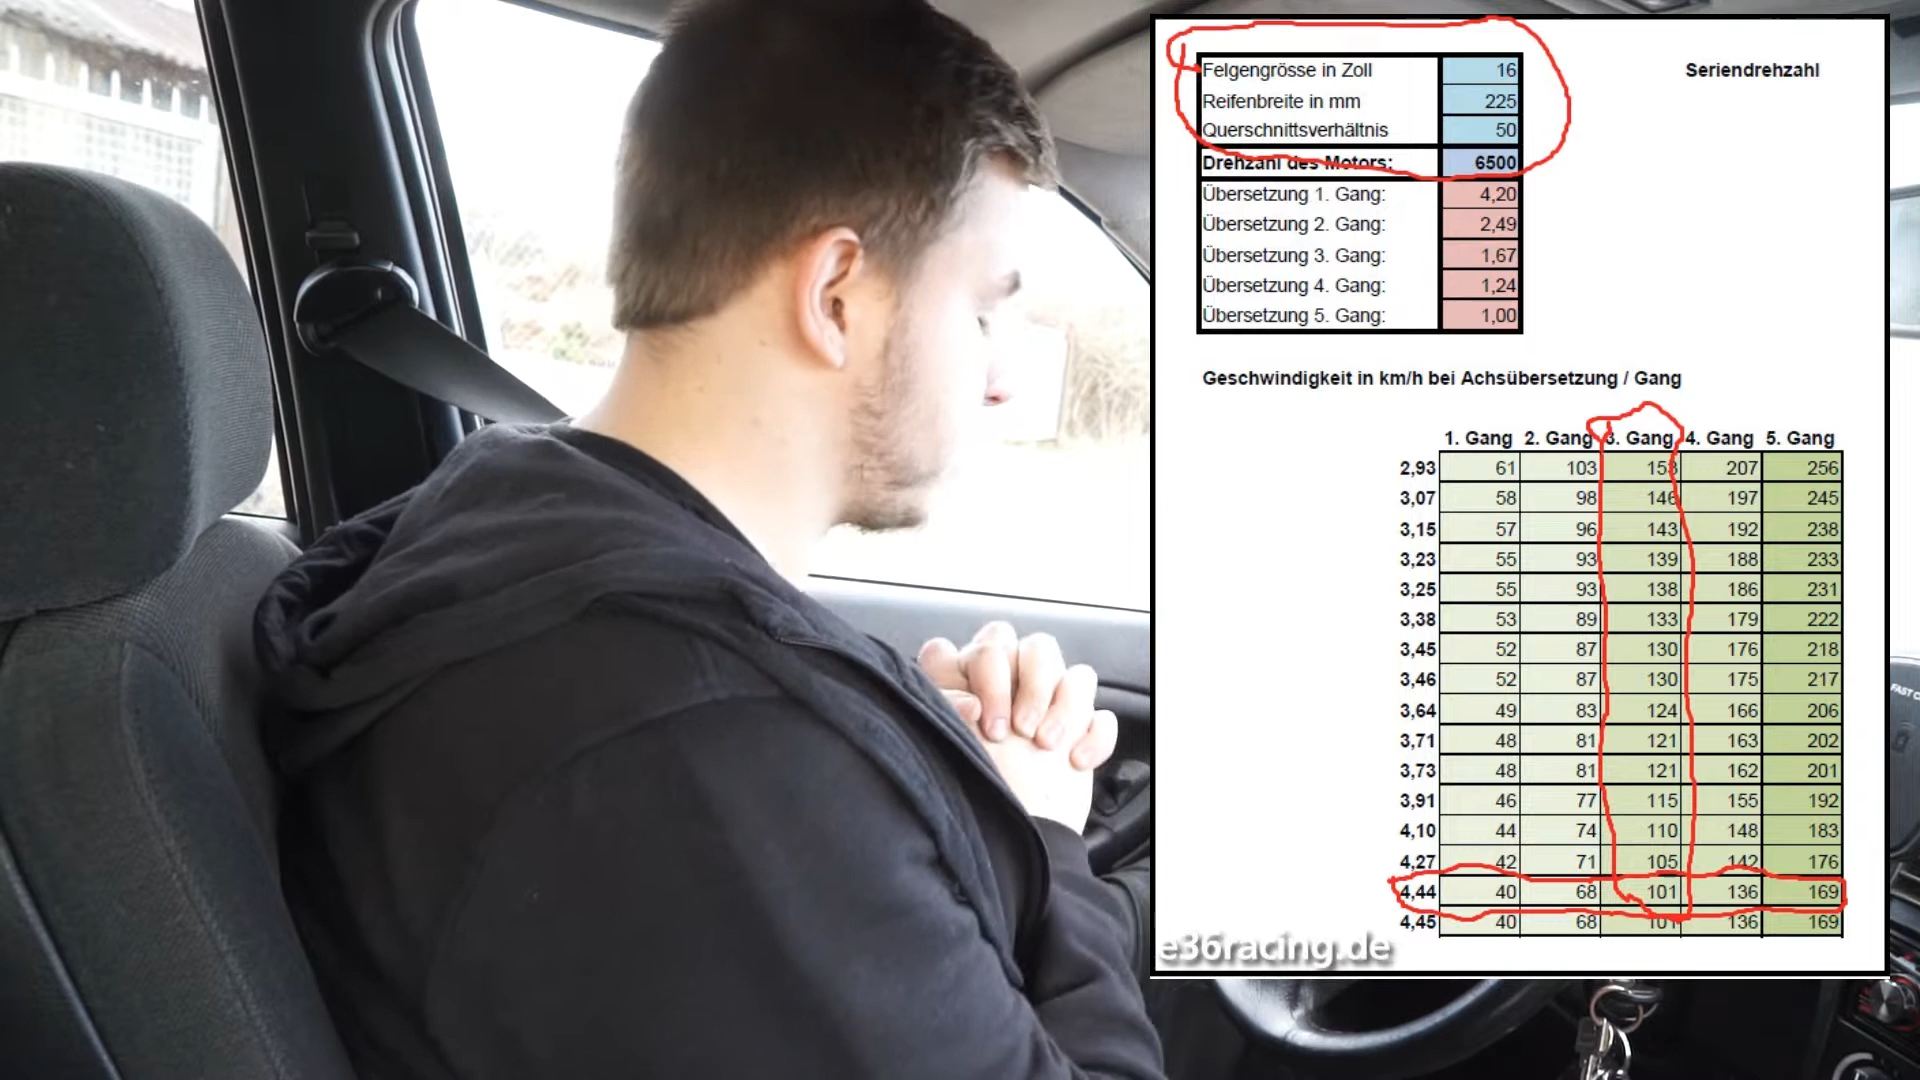 Felgengrösse in Zoll 16
Seriendrehzahl
Reifenbreite in mm 225
Querschnittsverhältnis 50
Drehzahl des Motors: 6500
Übersetzung 1. Gang: 4,20
Übersetzung 2. Gang: 2,49
Übersetzung 3. Gang: 1,67
Übersetzung 4. Gang: 1,24
Übersetzung 5. Gang: 1,00
Geschwindigkeit in km/h bei Achsübersetzung / Gang
1. Gang 2. Gang 3. Gang 4. Gang 5. Gang
2,93 61 103 153 207 256
3,07 58 98 146 197 245
3,15 57 96 143 192 238
3,23 55 93 139 188 233
3,25 55 93 138 186 231
3,38 53 89 133 179 222
3,45 52 87 130 176 218
3,46 52 87 130 175 217
3,64 49 83 124 166 206
3,71 48 81 121 163 202
3,73 48 81 121 162 201
3,91 46 77 115 155 192
4,10 44 74 110 148 183
4,27 42 71 105 142 176
4,44 40 68 101 136 169
4,45 40 68 101 136 169
e36racing.de